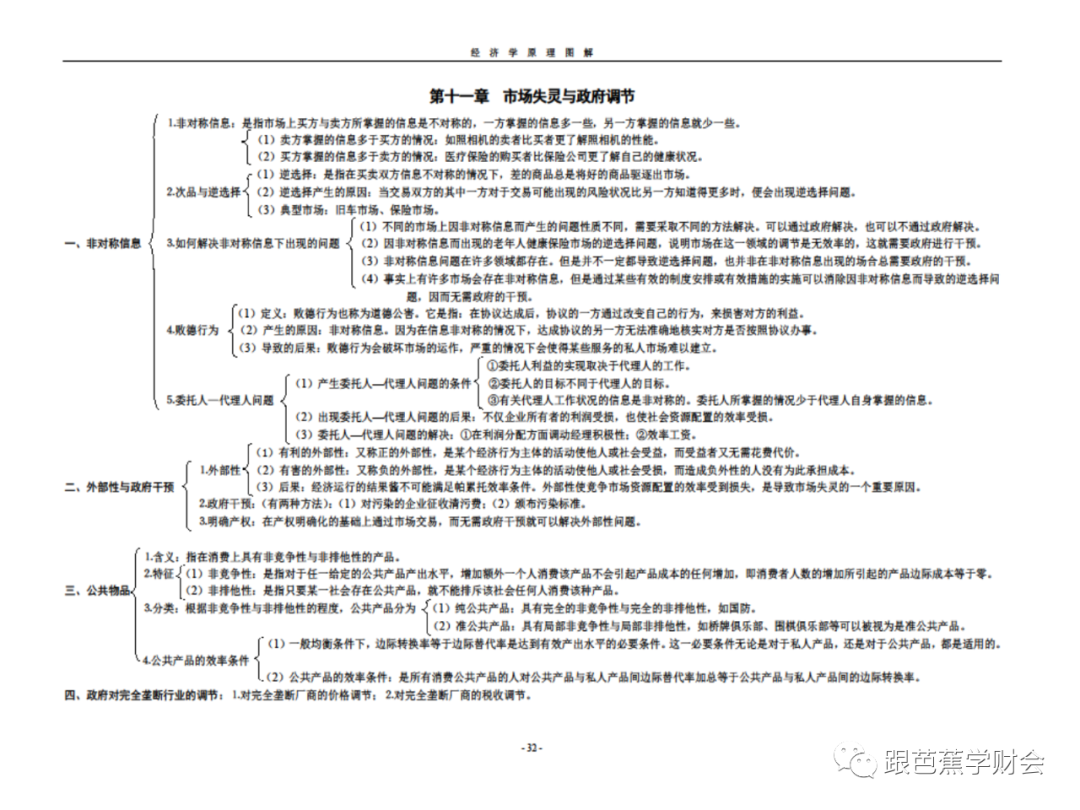 经济学原理图解
第十一章 市场失灵与政府调节
1.非对称信息：是指市场上买方与卖方所掌握的信息是不对称的，一方掌握的信息多一些，另一方掌握的信息就少一些。
（1）卖方掌握的信息多于买方的情况：如照相机的卖者比买者更了解照相机的性能。
（2）买方掌握的信息多于卖方的情况：医疗保险的购买者比保险公司更了解自己的健康状况。
2.次品与逆选择
（1）逆选择：是指在买卖双方信息不对称的情况下，差的商品总是将好的商品驱逐出市场。
（2）逆选择产生的原因：当交易双方的其中一方对于交易可能出现的风险状况比另一方知道得更多时，便会出现逆选择问题。
（3）典型市场：旧车市场、保险市场。
一、非对称信息
3.如何解决非对称信息下出现的问题
（1）不同的市场上因非对称信息而产生的问题性质不同，需要采取不同的方法解决。可以通过政府解决，也可以不通过政府解决。
（2）因非对称信息而出现的老年人健康保险市场的逆选择问题，说明市场在这一领域的调节是无效率的，这就需要政府进行干预。
（3）非对称信息问题在许多领域都存在。但是并不一定都导致逆选择问题，也并非在非对称信息出现的场合总需要政府的干预。
（4）事实上有许多市场会存在非对称信息，但是通过某些有效的制度安排或有效措施的实施可以消除因非对称信息而导致的逆选择问
题，因而无需政府的干预。
4.败德行为
（1）定义：败德行为也称为道德公害。它是指：在协议达成后，协议的一方通过改变自己的行为，来损害对方的利益。
（2）产生的原因：非对称信息。因为在信息非对称的情况下，达成协议的另一方无法准确地核实对方是否按照协议办事。
（3）导致的后果：败德行为会破坏市场的运作，严重的情况下会使得某些服务的私人市场难以建立。
5.委托人—代理人问题
（1）产生委托人—代理人问题的条件
①委托人利益的实现取决于代理人的工作。
②委托人的目标不同于代理人的目标。
③有关代理人工作状况的信息是非对称的。委托人所掌握的情况少于代理人自身掌握的信息。
（2）出现委托人—代理人问题的后果：不仅企业所有者的利润受损，也使社会资源配置的效率受损。
（3）委托人—代理人问题的解决：①在利润分配方面调动经理积极性；②效率工资。
二、外部性与政府干预
1.外部性
（1）有利的外部性：又称正的外部性，是某个经济行为主体的活动使他人或社会受益，而受益者又无需花费代价。
（2）有害的外部性：又称负的外部性，是某个经济行为主体的活动使他人或社会受损，而造成负外性的人没有为此承担成本。
（3）后果：经济运行的结果酱不可能满足帕累托效率条件。外部性使竞争市场资源配置的效率受到损失，是导致市场失灵的一个重要原因。
2.政府干预：（有两种方法）：（1）对污染的企业征收清污费；（2）颁布污染标准。
3.明确产权：在产权明确化的基础上通过市场交易，而无需政府干预就可以解决外部性问题。
三、公共物品
1.含义：指在消费上具有非竞争性与非排他性的产品。
2.特征
（1）非竞争性：是指对于任一给定的公共产品产出水平，增加额外一个人消费该产品不会引起产品成本的任何增加，即消费者人数的增加所引起的产品边际成本等于零。
（2）非排他性：是指只要某一社会存在公共产品，就不能排斥该社会任何人消费该种产品。
3.分类：根据非竞争性与非排他性的程度，公共产品分为
（1）纯公共产品：具有完全的非竞争性与完全的非排他性，如国防。
（2）准公共产品：具有局部非竞争性与局部非排他性，如桥牌俱乐部、围棋俱乐部等可以被视为是准公共产品。
4.公共产品的效率条件
（1）一般均衡条件下，边际转换率等于边际替代率是达到有效产出水平的必要条件。这一必要条件无论是对于私人产品，还是对于公共产品，都是适用的。
（2）公共产品的效率条件：是所有消费公共产品的人对公共产品与私人产品间边际替代率加总等于公共产品与私人产品间的边际转换率。
四、政府对完全垄断行业的调节：1.对完全垄断厂商的价格调节；2.对完全垄断厂商的税收调节。
-32-
跟芭蕉学财会